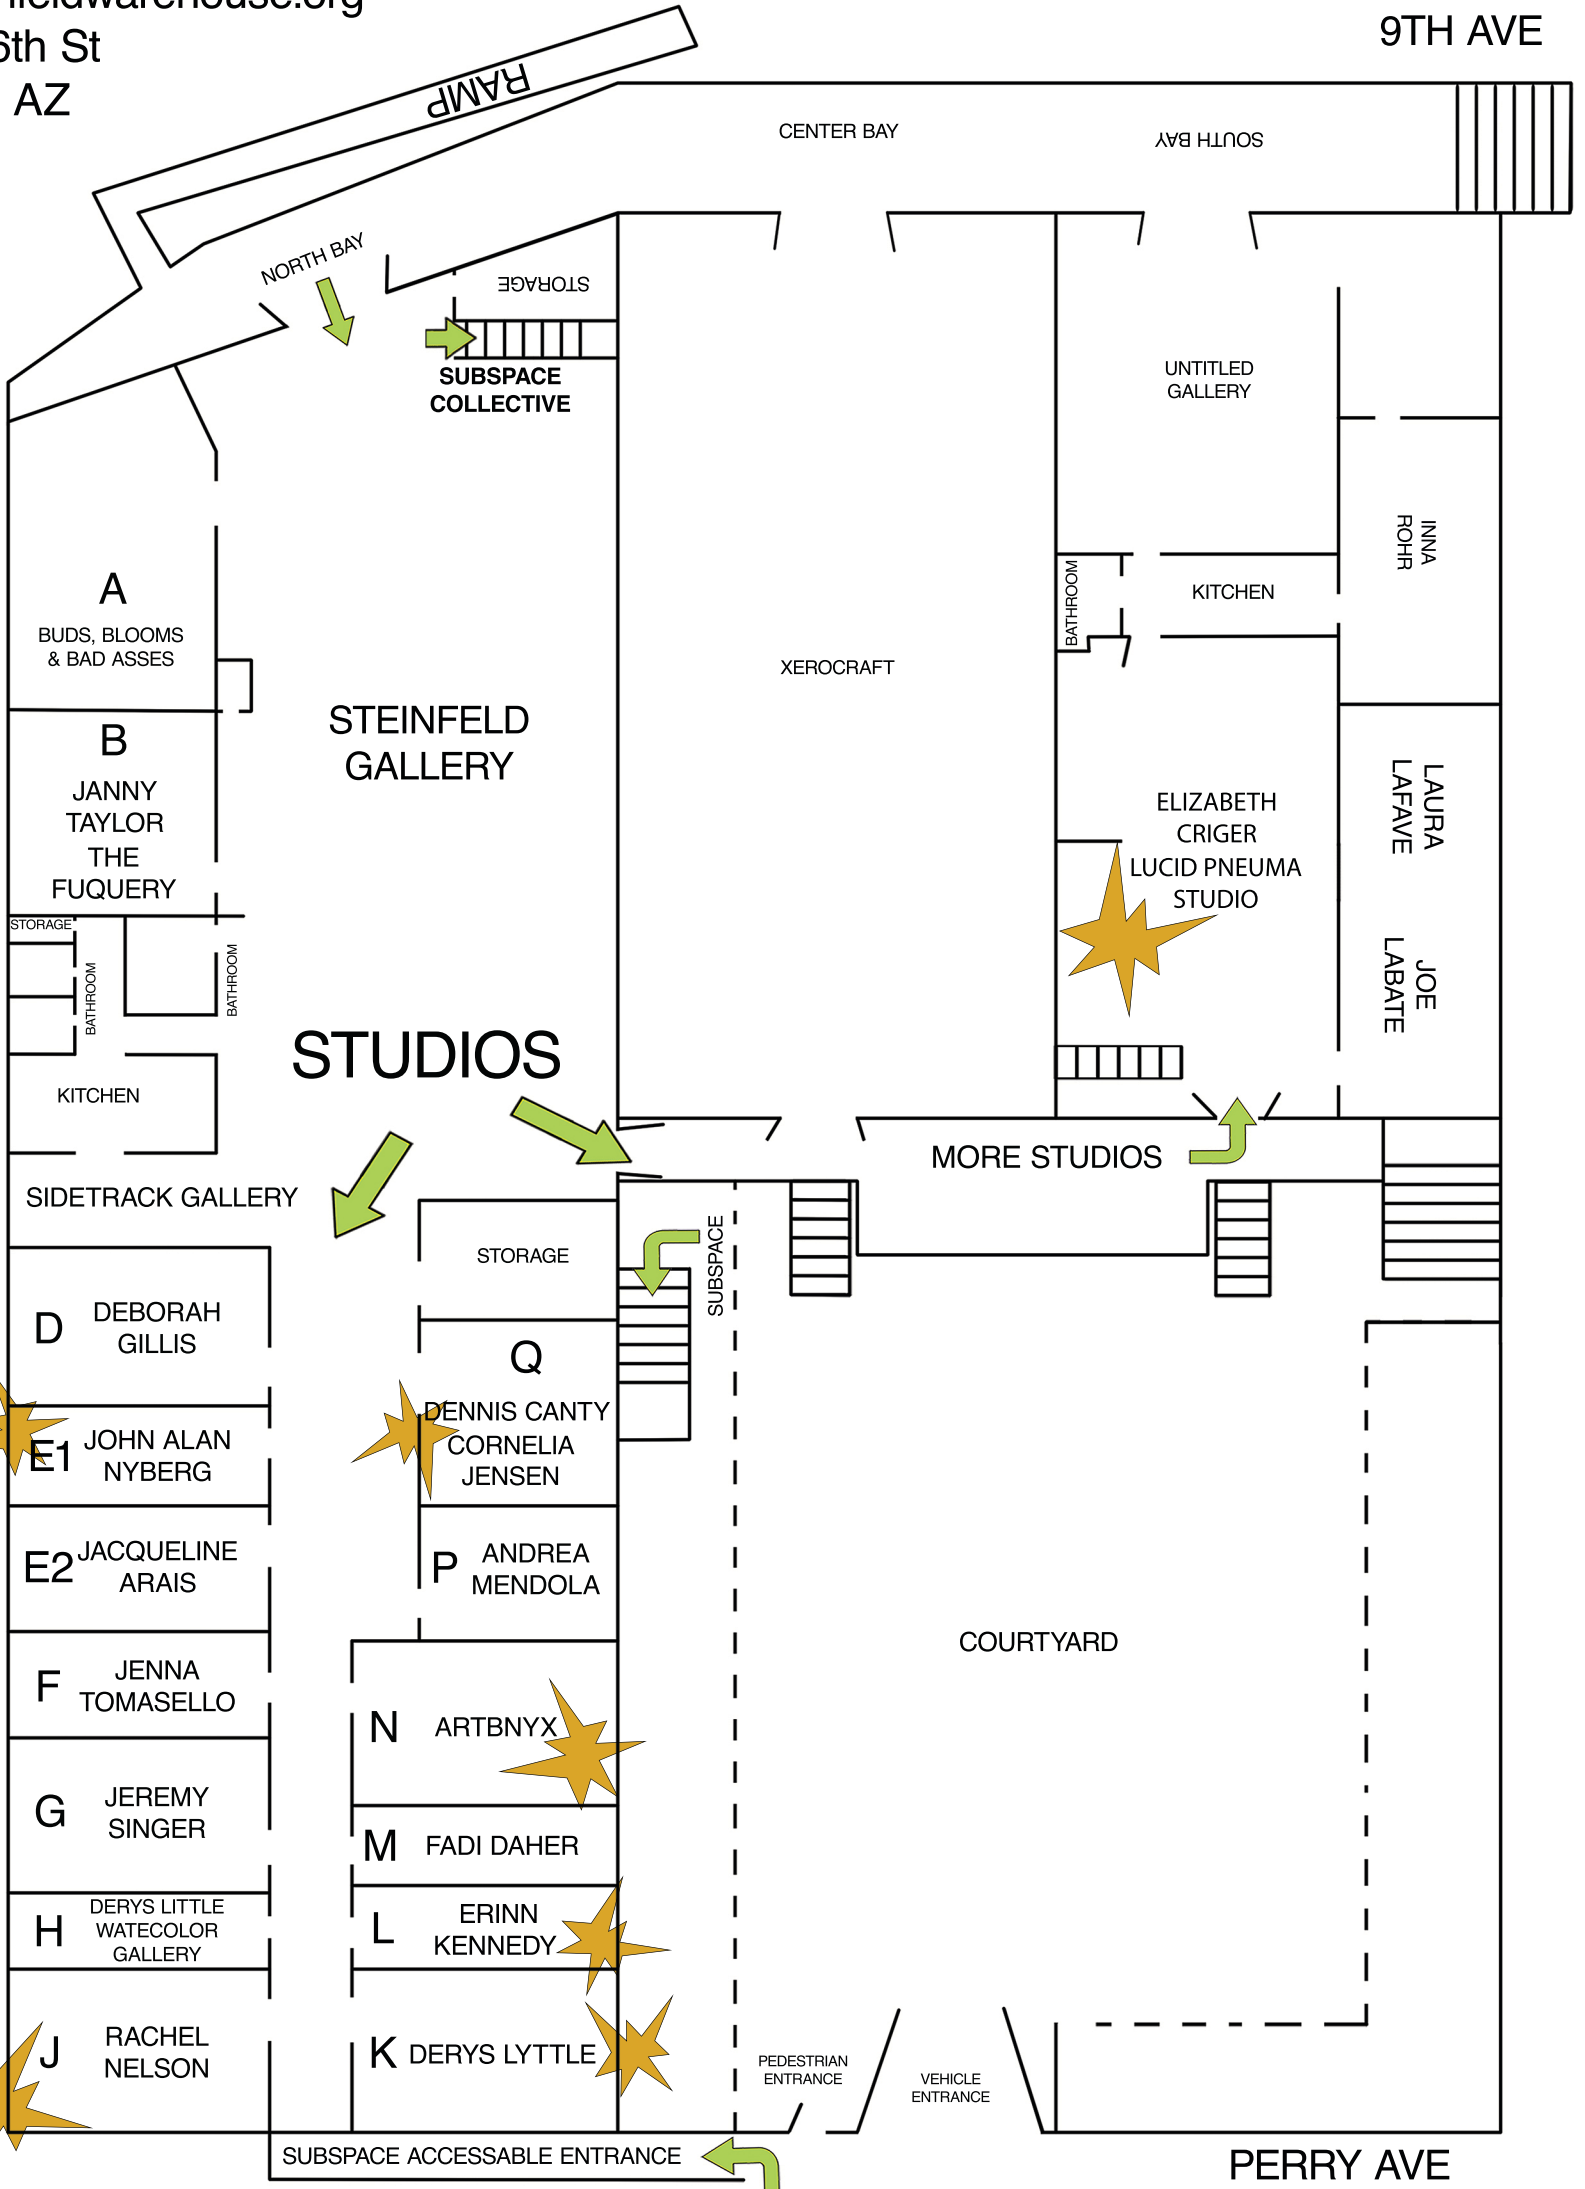 nfieldwarehouse.org
6th St
AZ
9TH AVE
RAMP
CENTER BAY
SOUTH BAY
NORTH BAY
STORAGE
SUBSPACE
COLLECTIVE
UNTITLED
GALLERY
INNA
ROHR
BATHROOM
KITCHEN
A
BUDS, BLOOMS
& BAD ASSES
XEROCRAFT
STEINFELD
GALLERY
B
JANNY
TAYLOR
THE
FUQUERY
ELIZABETH
CRIGER
LUCID PNEUMA
STUDIO
LAURA
LAFAVE
JOE
LABATE
STORAGE
BATHROOM
BATHROOM
KITCHEN
STUDIOS
MORE STUDIOS
SIDETRACK GALLERY
STORAGE
SUBSPACE
D
DEBORAH
GILLIS
Q
DENNIS CANTY
CORNELIA
JENSEN
E1
JOHN ALAN
NYBERG
E2
JACQUELINE
ARAIS
P
ANDREA
MENDOLA
COURTYARD
F
JENNA
TOMASELLO
N
ARTBNYX
G
JEREMY
SINGER
M
FADI DAHER
H
DERYS LITTLE
WATECOLOR
GALLERY
L
ERINN
KENNEDY
J
RACHEL
NELSON
K
DERYS LYTTLE
PEDESTRIAN
ENTRANCE
VEHICLE
ENTRANCE
SUBSPACE ACCESSABLE ENTRANCE
PERRY AVE